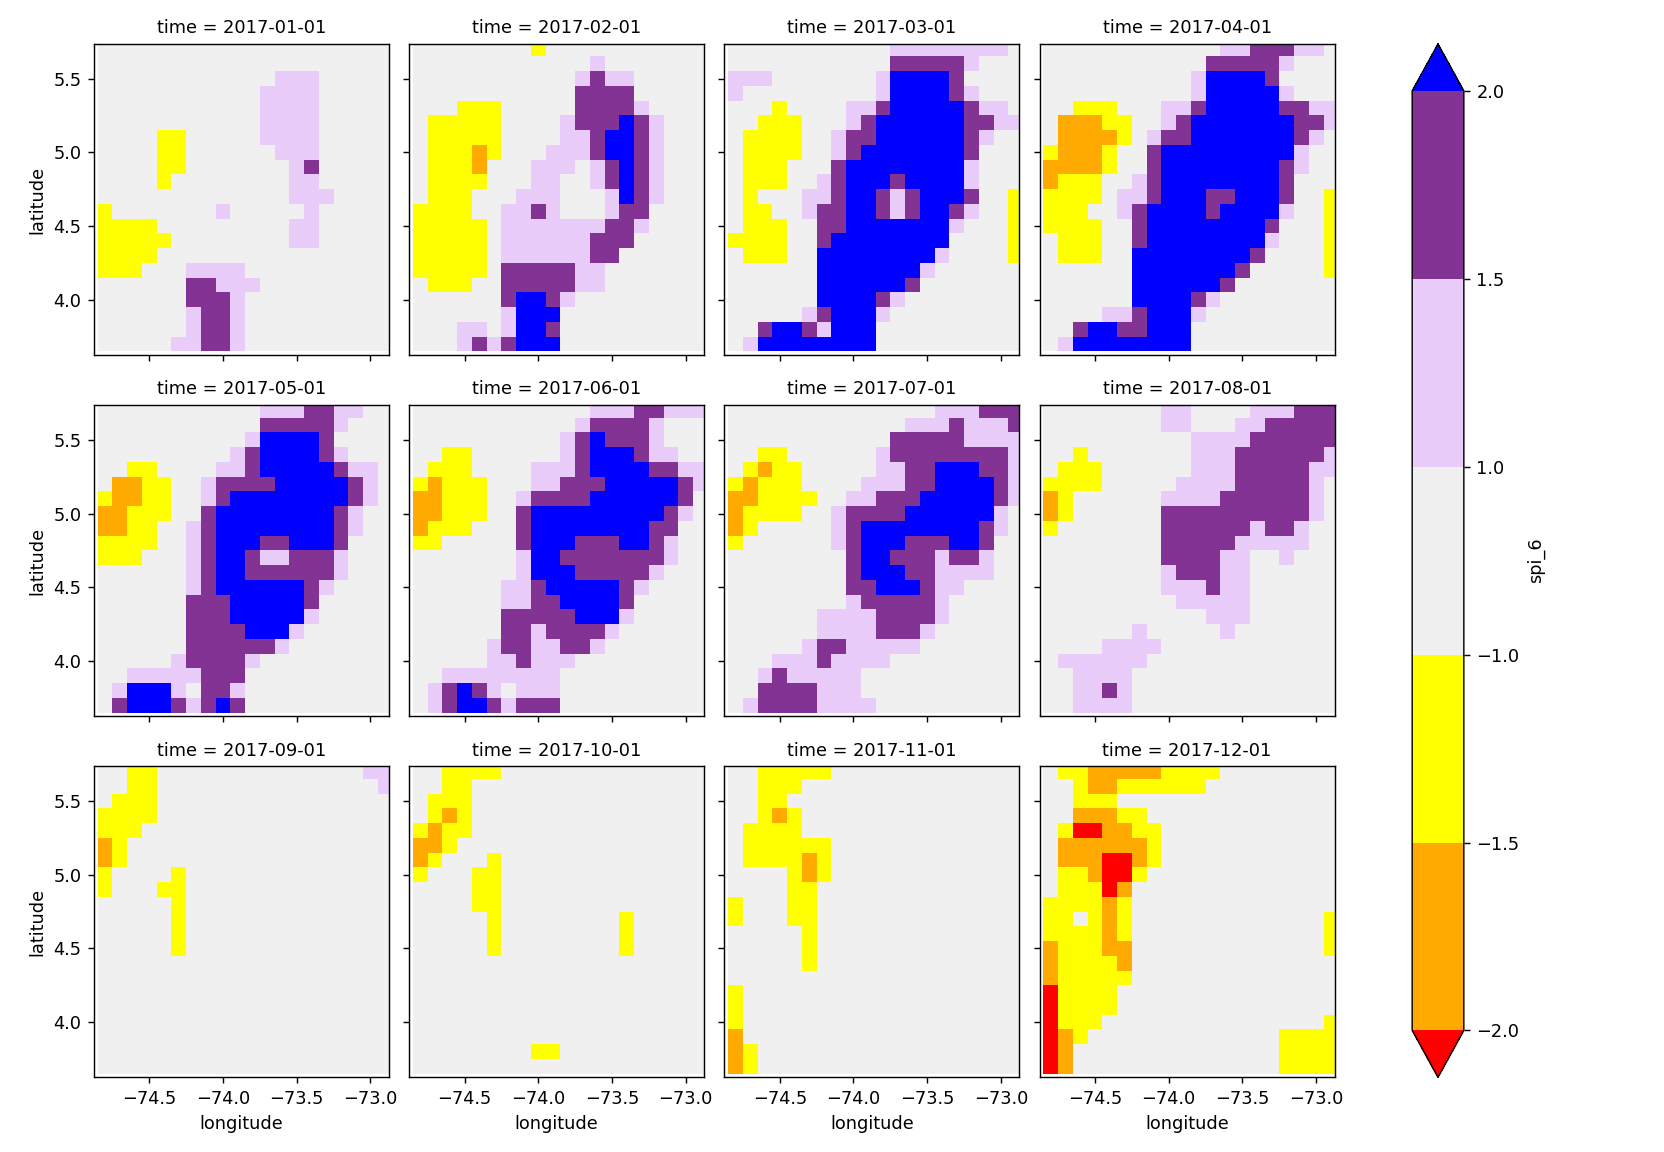 time = 2017-01-01
time = 2017-02-01
time = 2017-03-01
time = 2017-04-01
5.5
5.0
4.5
4.0
latitude
time = 2017-05-01
time = 2017-06-01
time = 2017-07-01
time = 2017-08-01
5.5
5.0
4.5
4.0
latitude
time = 2017-09-01
time = 2017-10-01
time = 2017-11-01
time = 2017-12-01
5.5
5.0
4.5
4.0
latitude
−74.5 −74.0 −73.5 −73.0
longitude
−74.5 −74.0 −73.5 −73.0
longitude
−74.5 −74.0 −73.5 −73.0
longitude
−74.5 −74.0 −73.5 −73.0
longitude
2.0
1.5
1.0
−1.0
−1.5
−2.0
spi_6